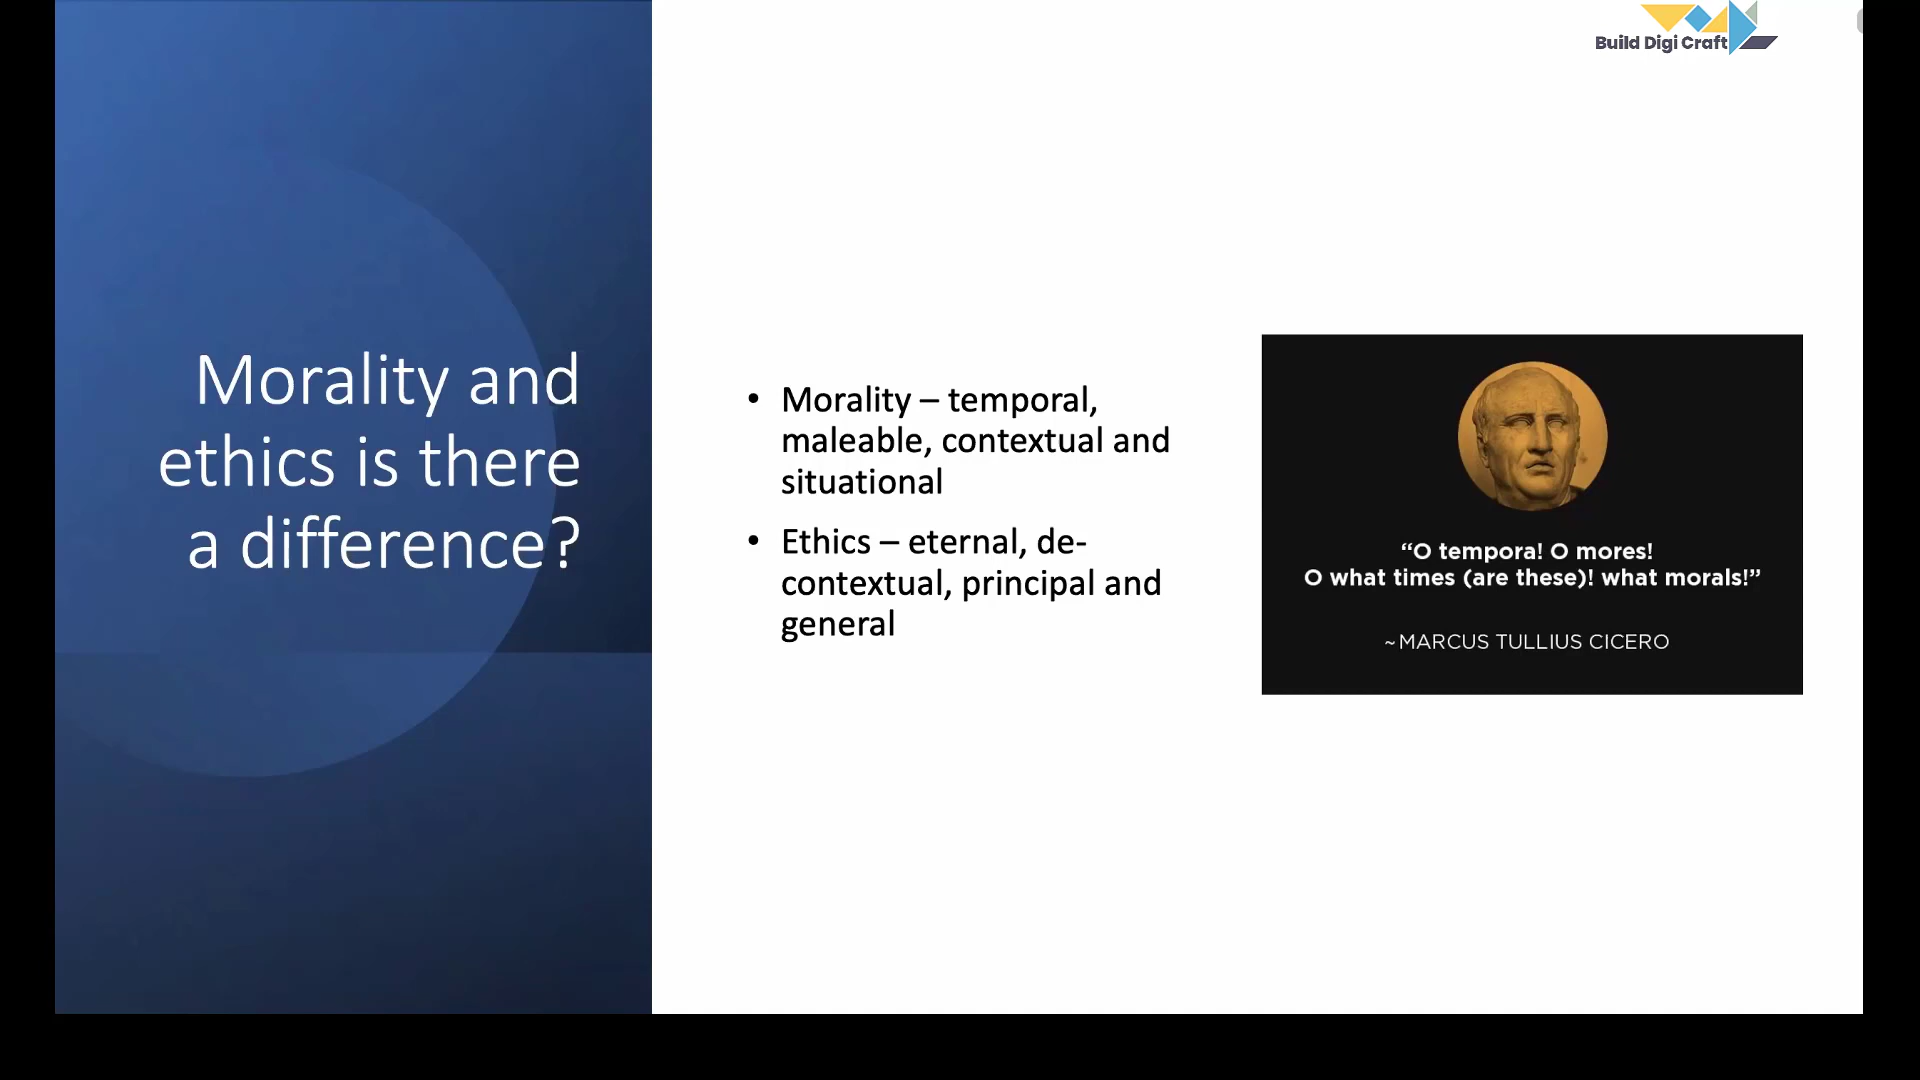 Build Digi Craft
Morality and
ethics is there
a difference?
• Morality – temporal,
maleable, contextual and
situational
• Ethics – eternal, de-
contextual, principal and
general
“O tempora! O mores!
O what times (are these)! what morals!”
~MARCUS TULLIUS CICERO